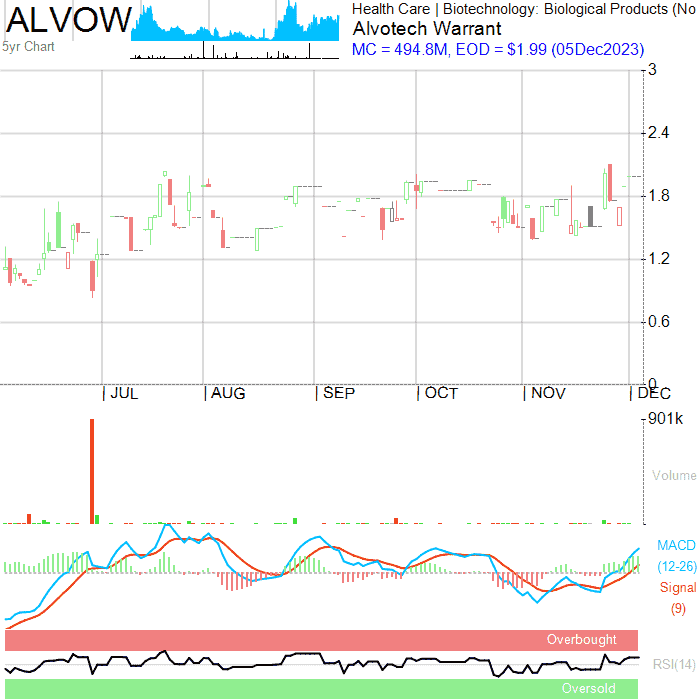 ALVOW
5yr Chart
Health Care | Biotechnology: Biological Products (No
Alvotech Warrant
MC = 494.8M, EOD = $1.99 (05Dec2023)
3
2.4
1.8
1.2
0.6
0
| JUL | AUG | SEP | OCT | NOV | DEC
901k
Volume
MACD
(12-26)
Signal
(9)
Overbought
RSI(14)
Oversold